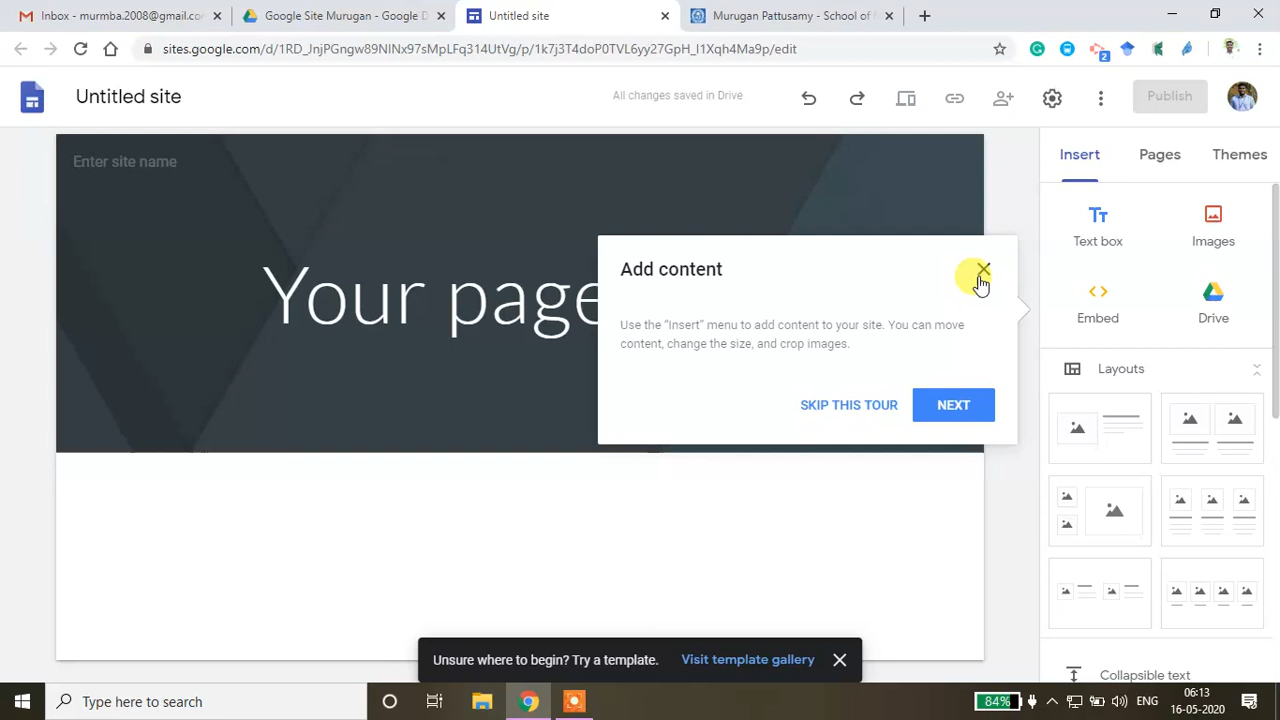 Inbox - murmba.2008@gmail.com
Google Site Murugan - Google D
Untitled site
Murugan Pattusamy - School of M
sites.google.com/d/1RD_JnjPGngw89NINx97sMpLFq314UtVg/p/1k7j3T4doP0TVL6yy27GpH_I1Xqh4Ma9p/edit
2
Untitled site
All changes saved in Drive
Publish
Enter site name
Your page
Insert
Pages
Themes
Text box
Images
Embed
Drive
Add content
Use the “Insert” menu to add content to your site. You can move
content, change the size, and crop images.
SKIP THIS TOUR
NEXT
Layouts
Collapsible text
Unsure where to begin? Try a template.
Visit template gallery
Type here to search
84%
ENG
06:13
16-05-2020